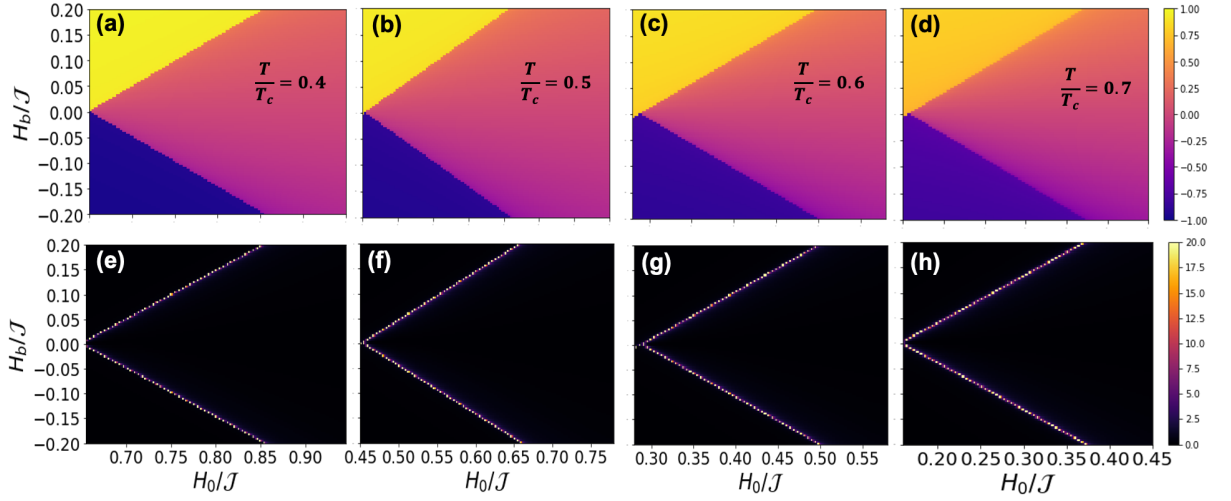 (a) (b) (c) (d)
T/T_c = 0.4
T/T_c = 0.5
T/T_c = 0.6
T/T_c = 0.7
H_b/𝒥
0.20
0.15
0.10
0.05
0.00
−0.05
−0.10
−0.15
−0.20
1.00
0.75
0.50
0.25
0.00
−0.25
−0.50
−0.75
−1.00
(e) (f) (g) (h)
H_b/𝒥
0.20
0.15
0.10
0.05
0.00
−0.05
−0.10
−0.15
−0.20
20.0
17.5
15.0
12.5
10.0
7.5
5.0
2.5
0.0
0.70 0.75 0.80 0.85 0.90
0.45 0.50 0.55 0.60 0.65 0.70 0.75
0.30 0.35 0.40 0.45 0.50 0.55
0.20 0.25 0.30 0.35 0.40 0.45
H_0/𝒥 H_0/𝒥 H_0/𝒥 H_0/𝒥